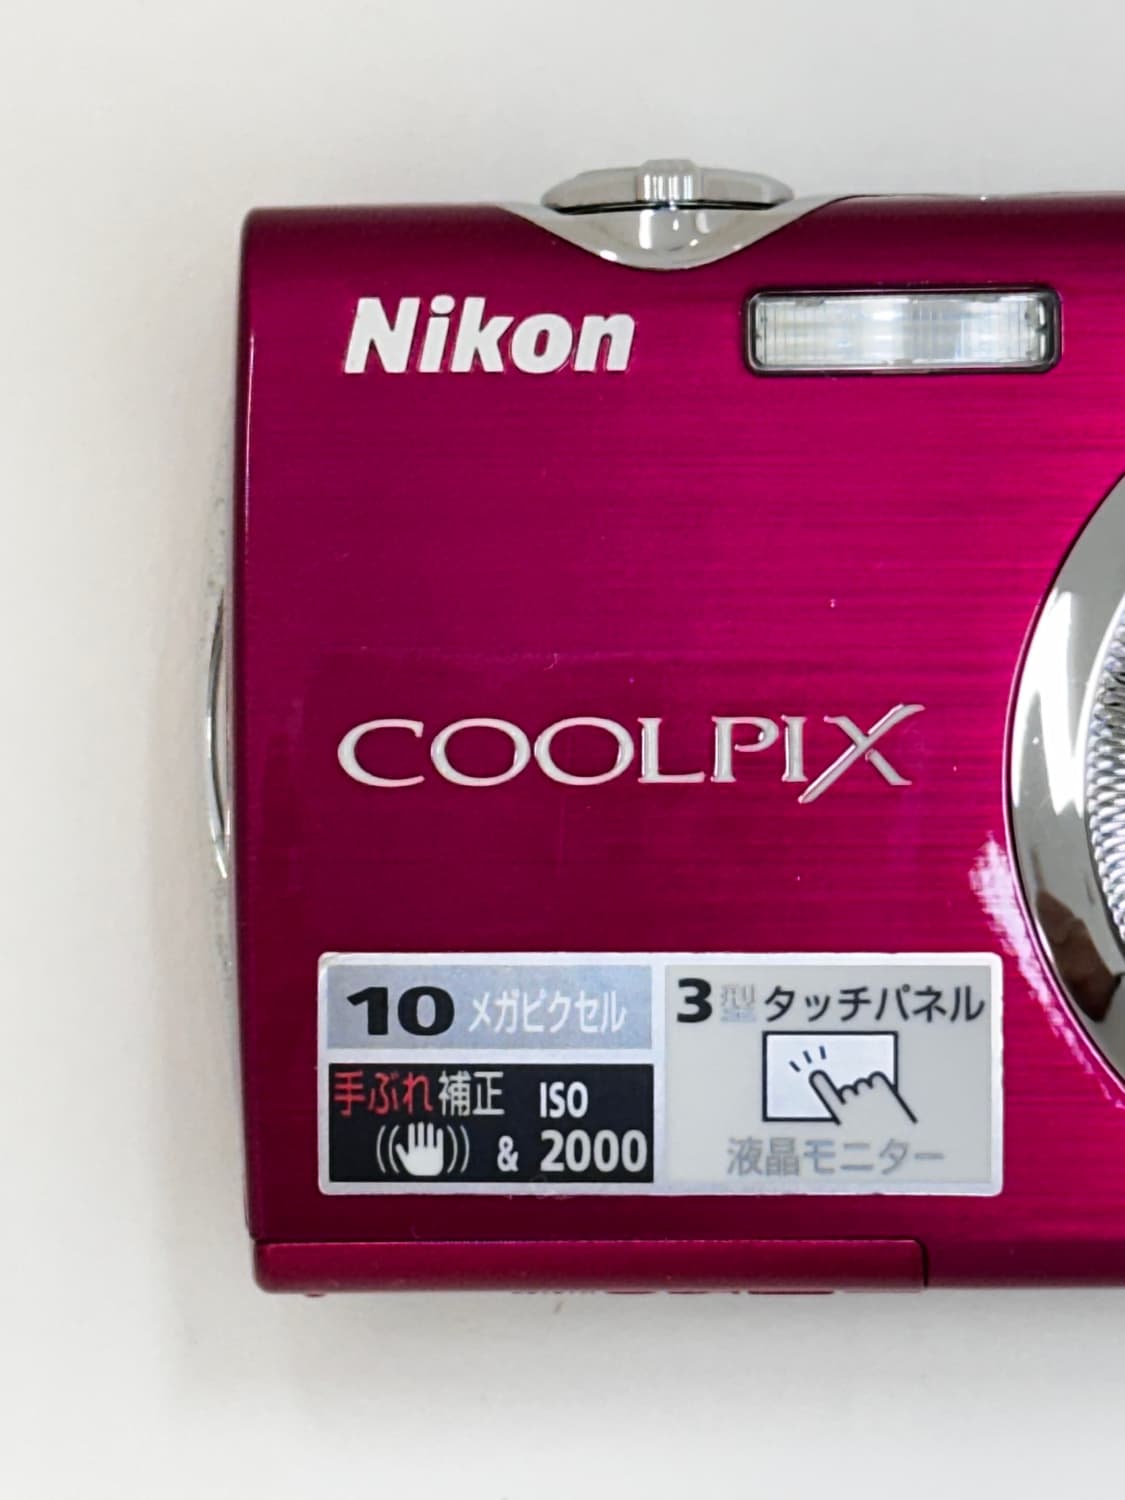 Nikon
COOLPIX
10 メガピクセル
手ぶれ補正 ISO
& 2000
3型タッチパネル
液晶モニター